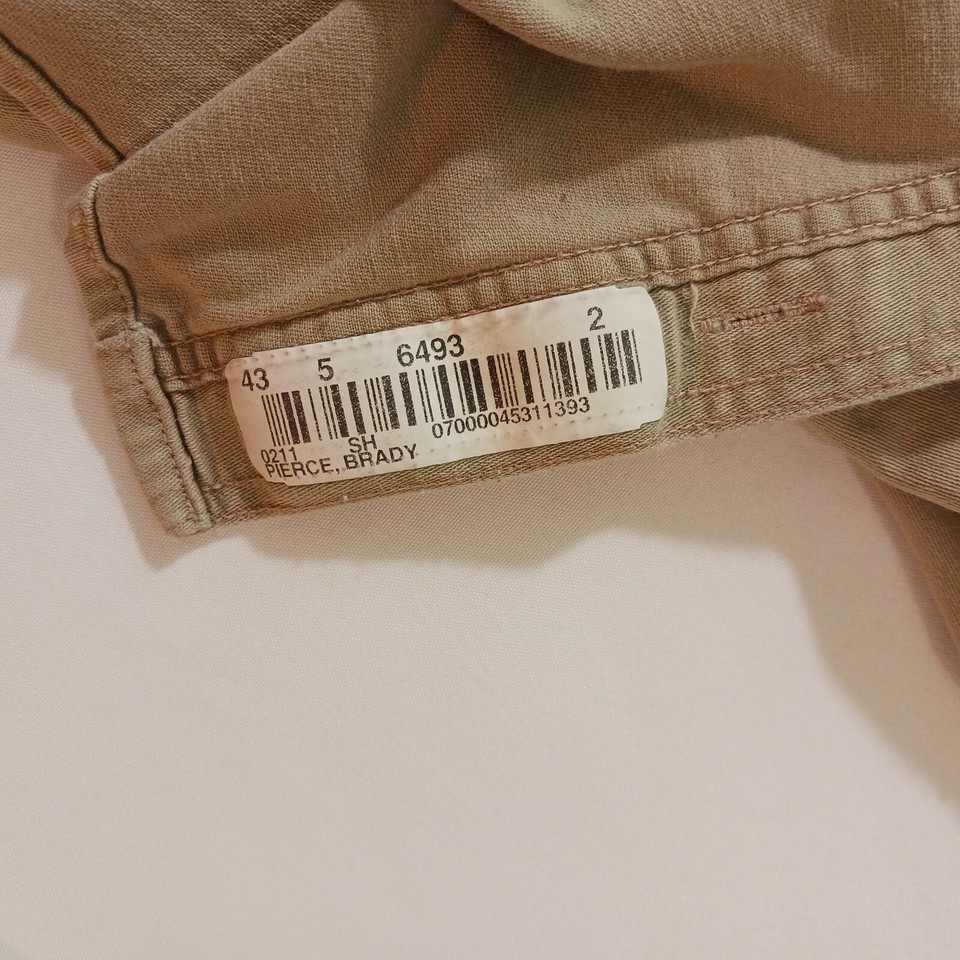 43 5 6493 2
0211 SH 07000045311393
PIERCE, BRADY